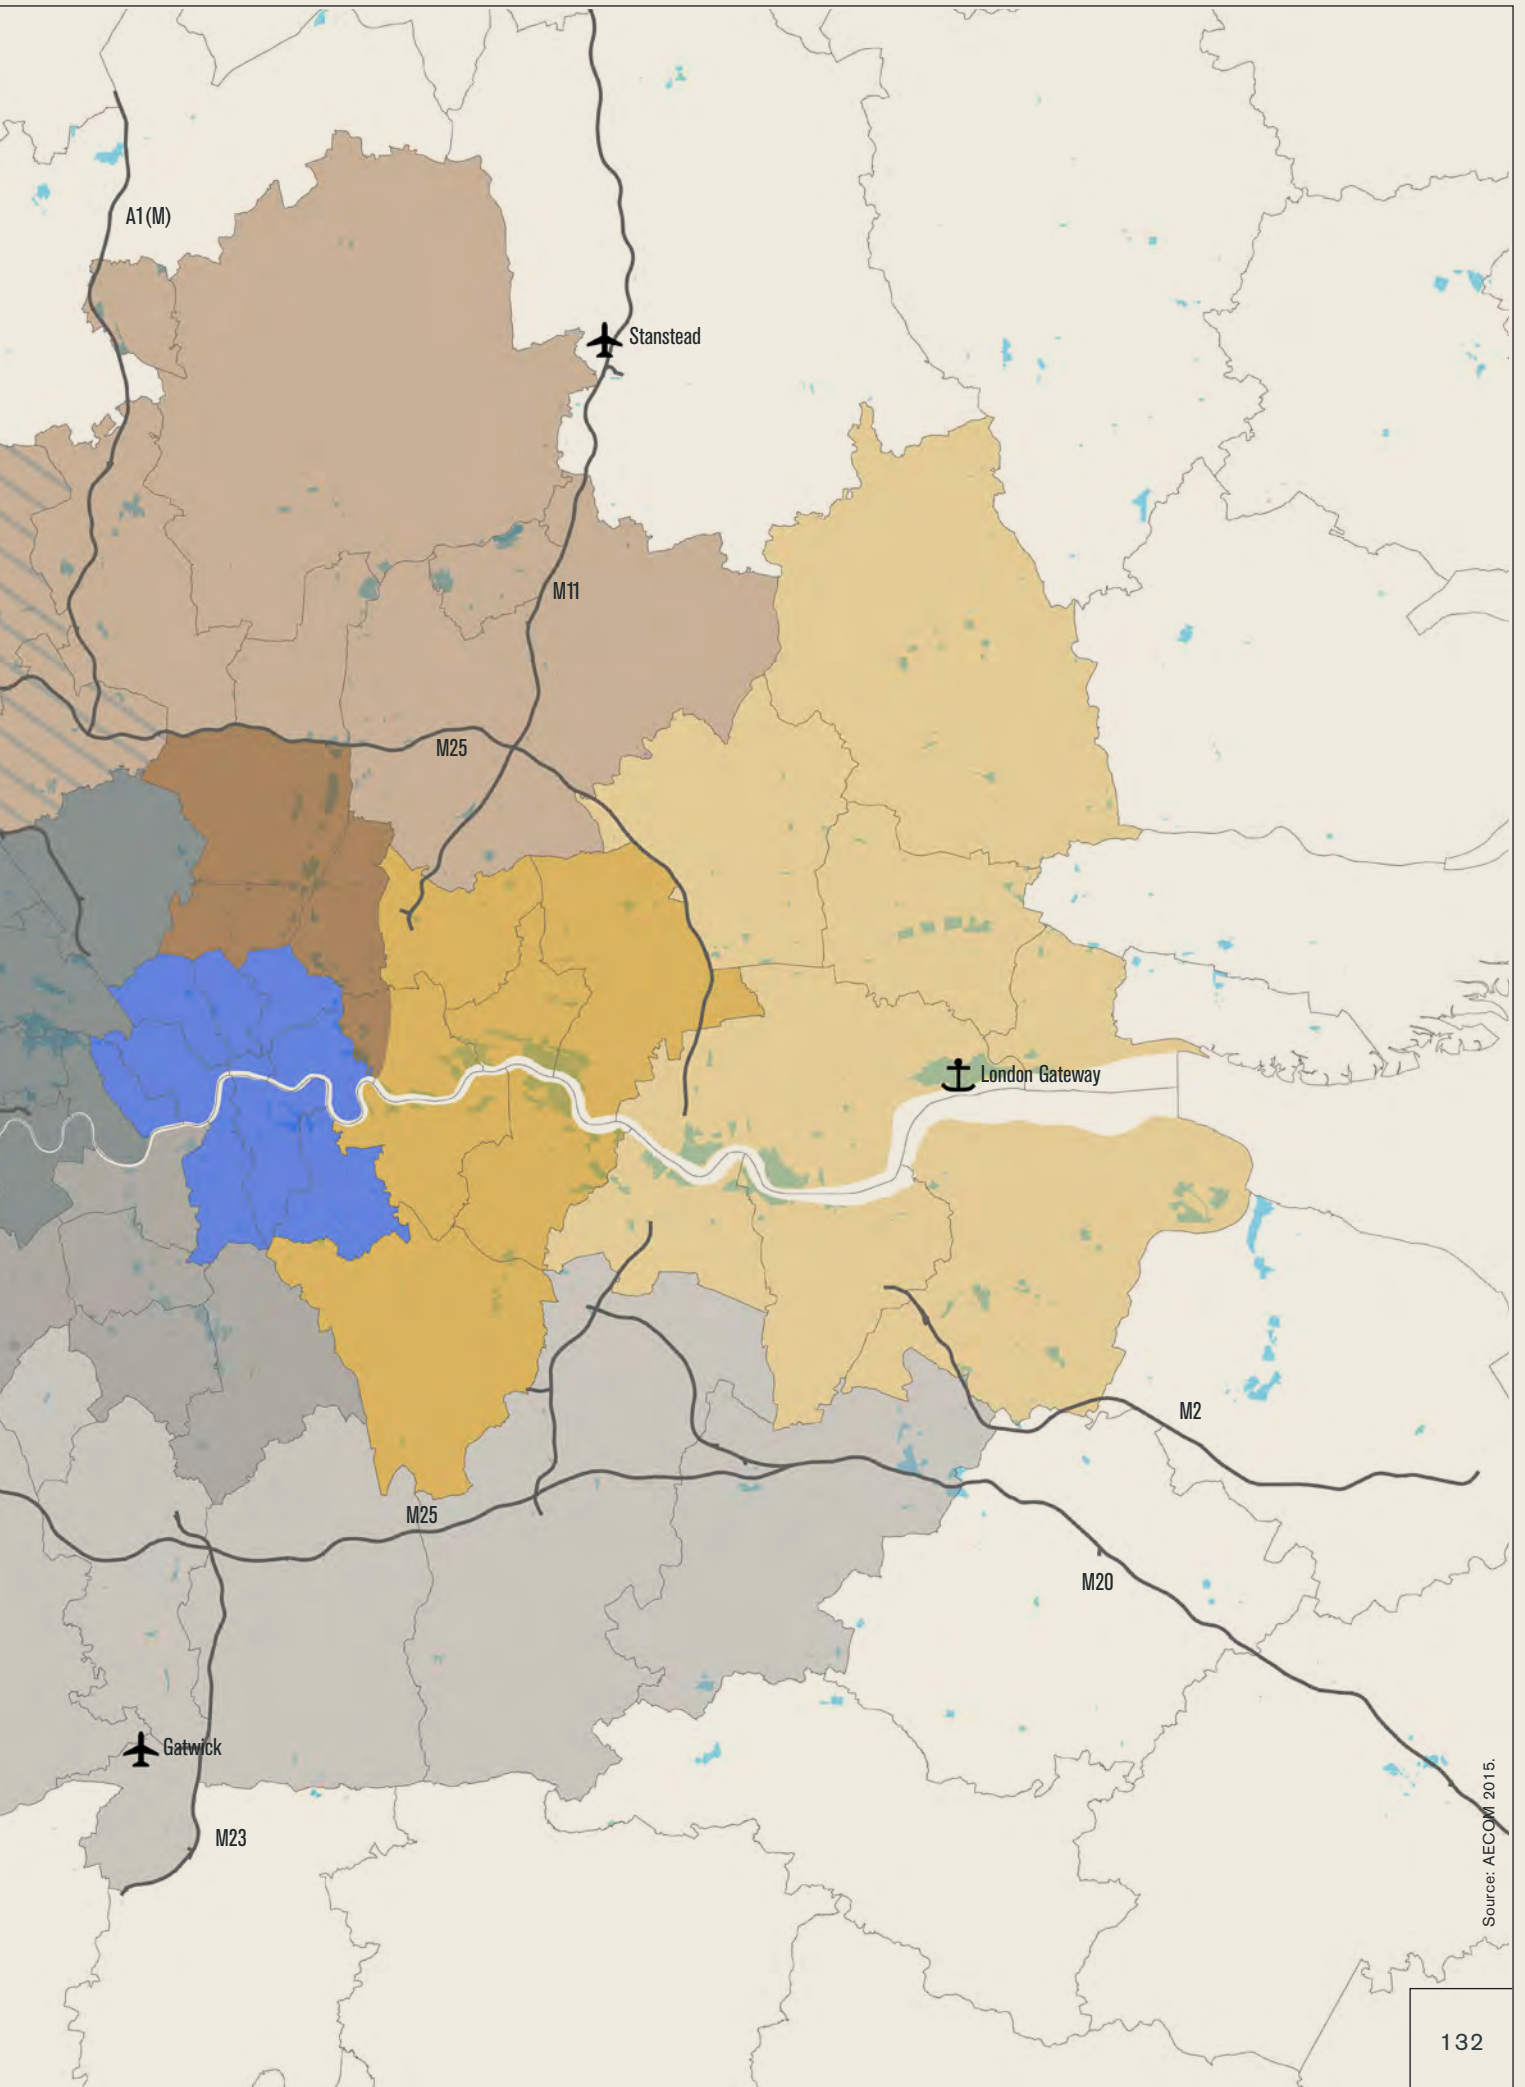 A1(M)
Stanstead
M11
M25
London Gateway
M2
M25
M20
Gatwick
M23
Source: AECOM 2015.
132